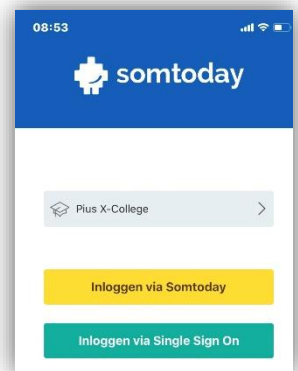 08:53
somtoday
Pius X-College
Inloggen via Somtoday
Inloggen via Single Sign On